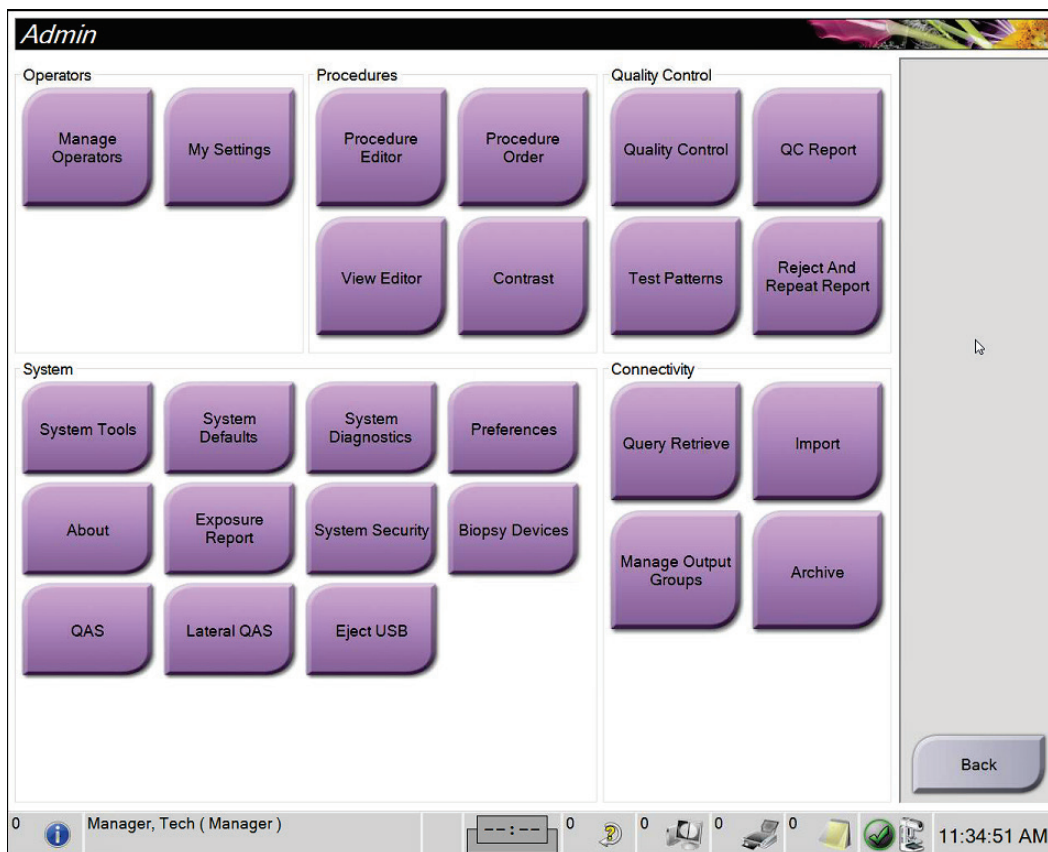 Admin
Operators
Manage
Operators
My Settings
Procedures
Procedure
Editor
Procedure
Order
View Editor
Contrast
Quality Control
Quality Control
QC Report
Test Patterns
Reject And
Repeat Report
System
System Tools
System
Defaults
System
Diagnostics
Preferences
About
Exposure
Report
System Security
Biopsy Devices
QAS
Lateral QAS
Eject USB
Connectivity
Query Retrieve
Import
Manage Output
Groups
Archive
Back
0
Manager, Tech ( Manager )
--:--
0
0
0
0
11:34:51 AM